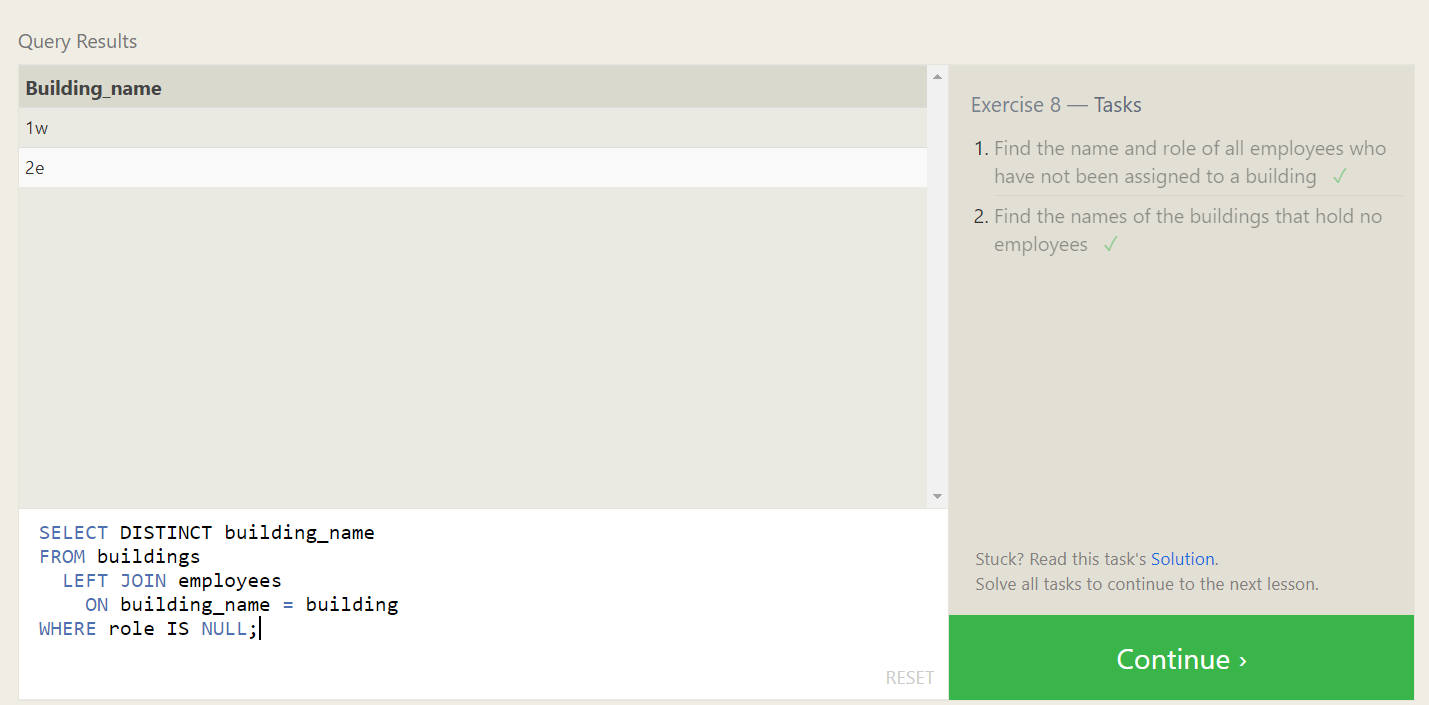 Query Results
Building_name
1w
2e
SELECT DISTINCT building_name
FROM buildings
  LEFT JOIN employees
    ON building_name = building
WHERE role IS NULL;
RESET
Exercise 8 — Tasks
1. Find the name and role of all employees who
have not been assigned to a building ✓
2. Find the names of the buildings that hold no
employees ✓
Stuck? Read this task's Solution.
Solve all tasks to continue to the next lesson.
Continue ›